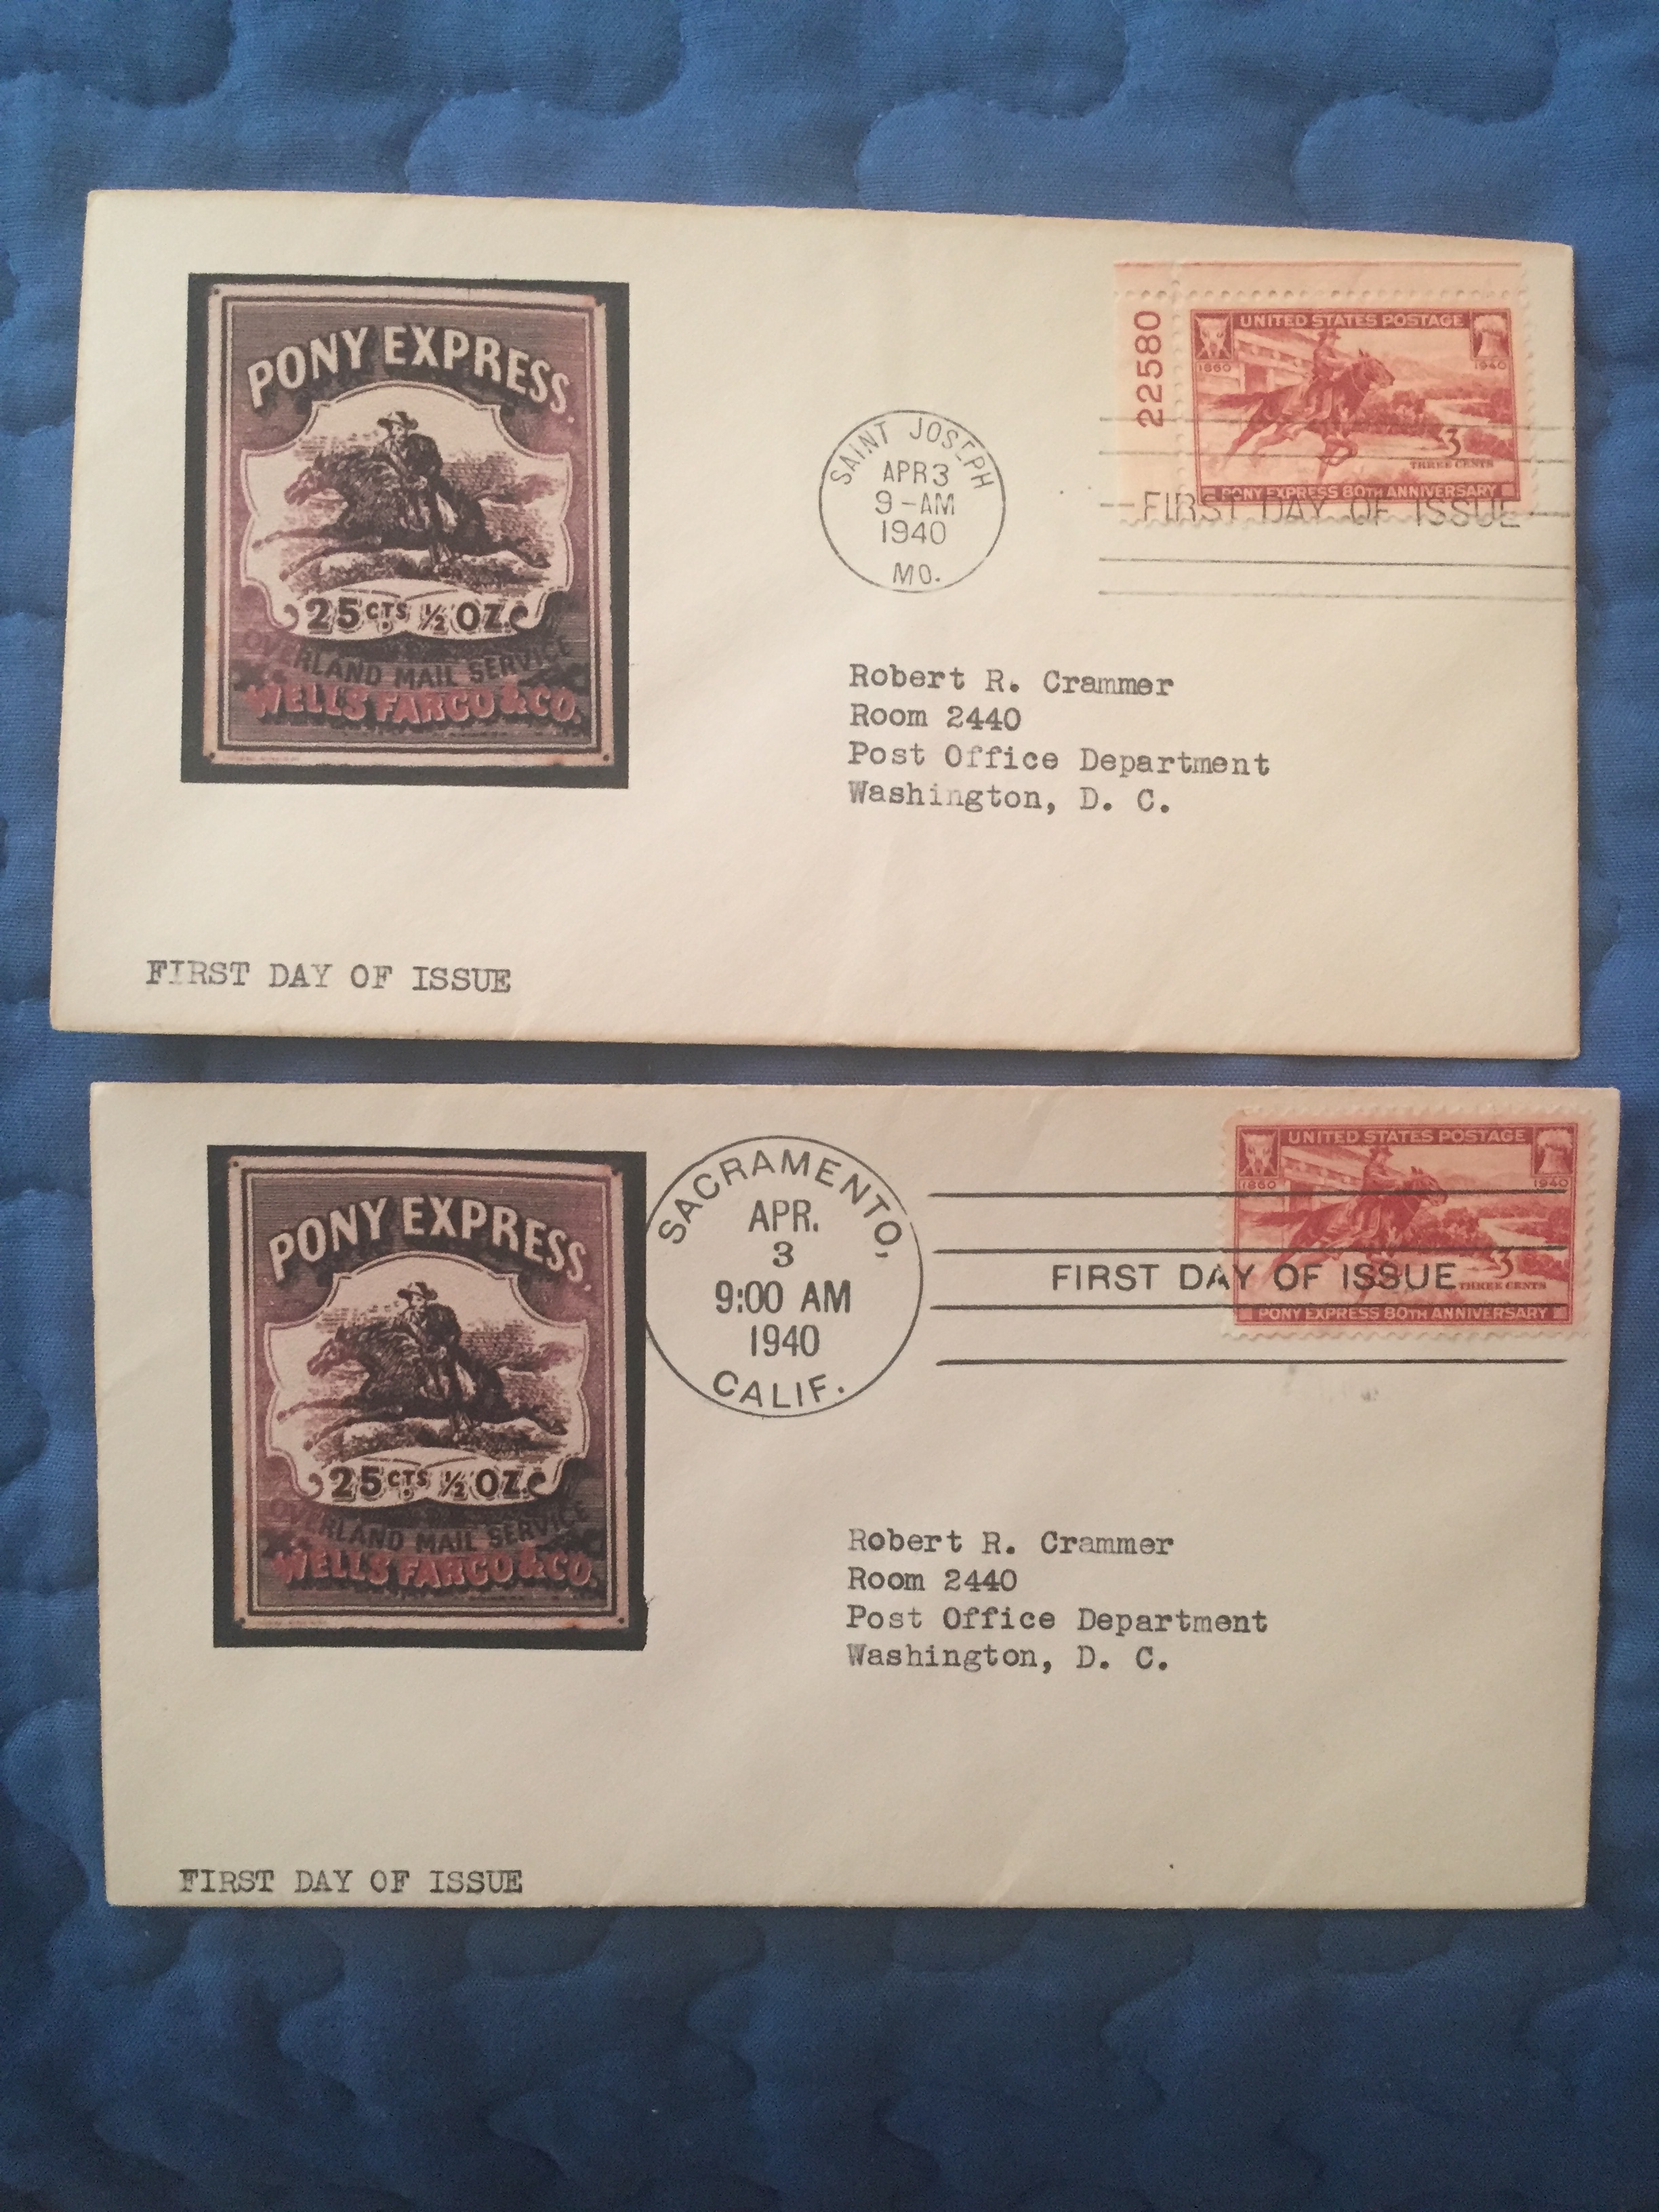 PONY EXPRESS.
25 CTS. ½ OZ.
OVERLAND MAIL SERVICE
WELLS FARGO & CO.
SAINT JOSEPH
APR 3
9-AM
1940
MO.
22580
UNITED STATES POSTAGE
1860 1940
3
THREE CENTS
PONY EXPRESS 80TH ANNIVERSARY
FIRST DAY OF ISSUE
Robert R. Crammer
Room 2440
Post Office Department
Washington, D. C.
FIRST DAY OF ISSUE
PONY EXPRESS.
25 CTS. ½ OZ.
OVERLAND MAIL SERVICE
WELLS FARGO & CO.
SACRAMENTO,
APR.
3
9:00 AM
1940
CALIF.
UNITED STATES POSTAGE
1860 1940
FIRST DAY OF ISSUE
3
THREE CENTS
PONY EXPRESS 80TH ANNIVERSARY
Robert R. Crammer
Room 2440
Post Office Department
Washington, D. C.
FIRST DAY OF ISSUE